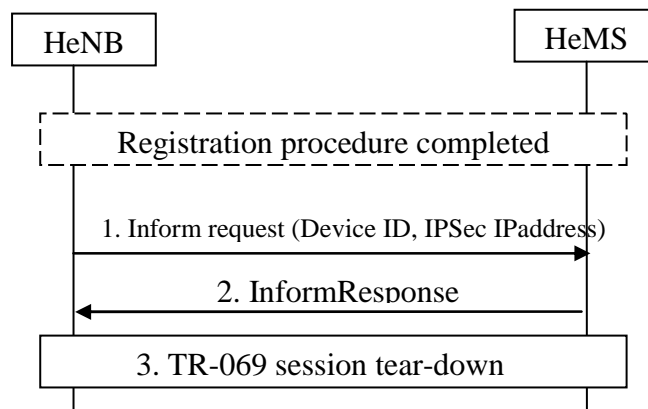 HeNB
HeMS
Registration procedure completed
1. Inform request (Device ID, IPSec IPaddress)
2. InformResponse
3. TR-069 session tear-down